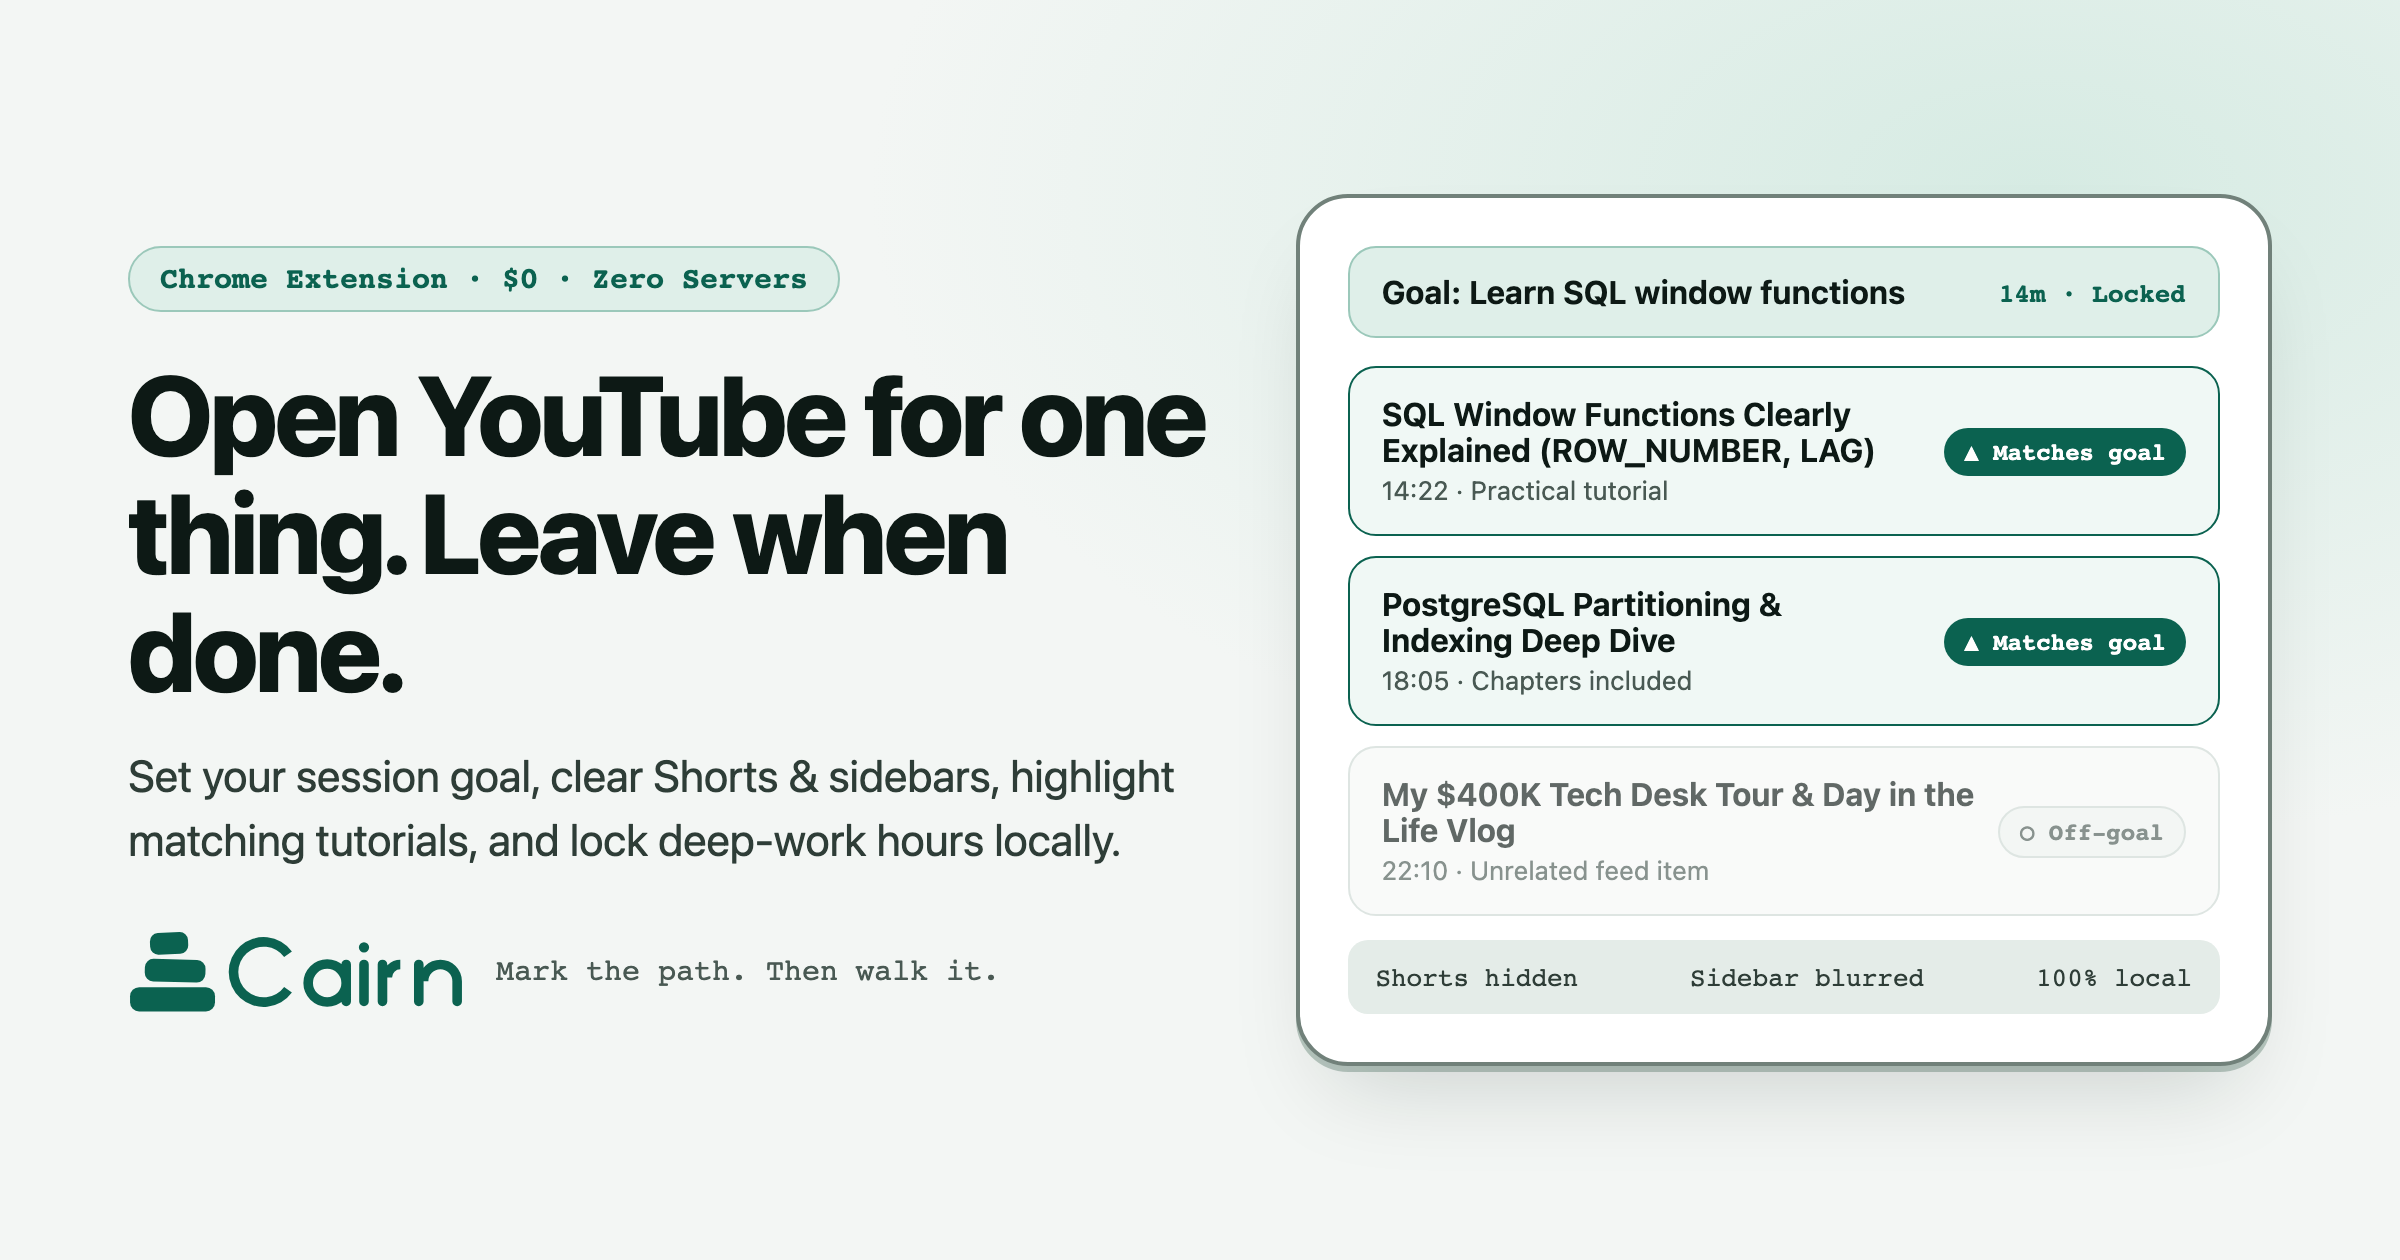 Chrome Extension · $0 · Zero Servers
Open YouTube for one
thing. Leave when
done.
Set your session goal, clear Shorts & sidebars, highlight
matching tutorials, and lock deep-work hours locally.
Cairn
Mark the path. Then walk it.
Goal: Learn SQL window functions
14m · Locked
SQL Window Functions Clearly
Explained (ROW_NUMBER, LAG)
14:22 · Practical tutorial
▲ Matches goal
PostgreSQL Partitioning &
Indexing Deep Dive
18:05 · Chapters included
▲ Matches goal
My $400K Tech Desk Tour & Day in the
Life Vlog
22:10 · Unrelated feed item
○ Off-goal
Shorts hidden
Sidebar blurred
100% local